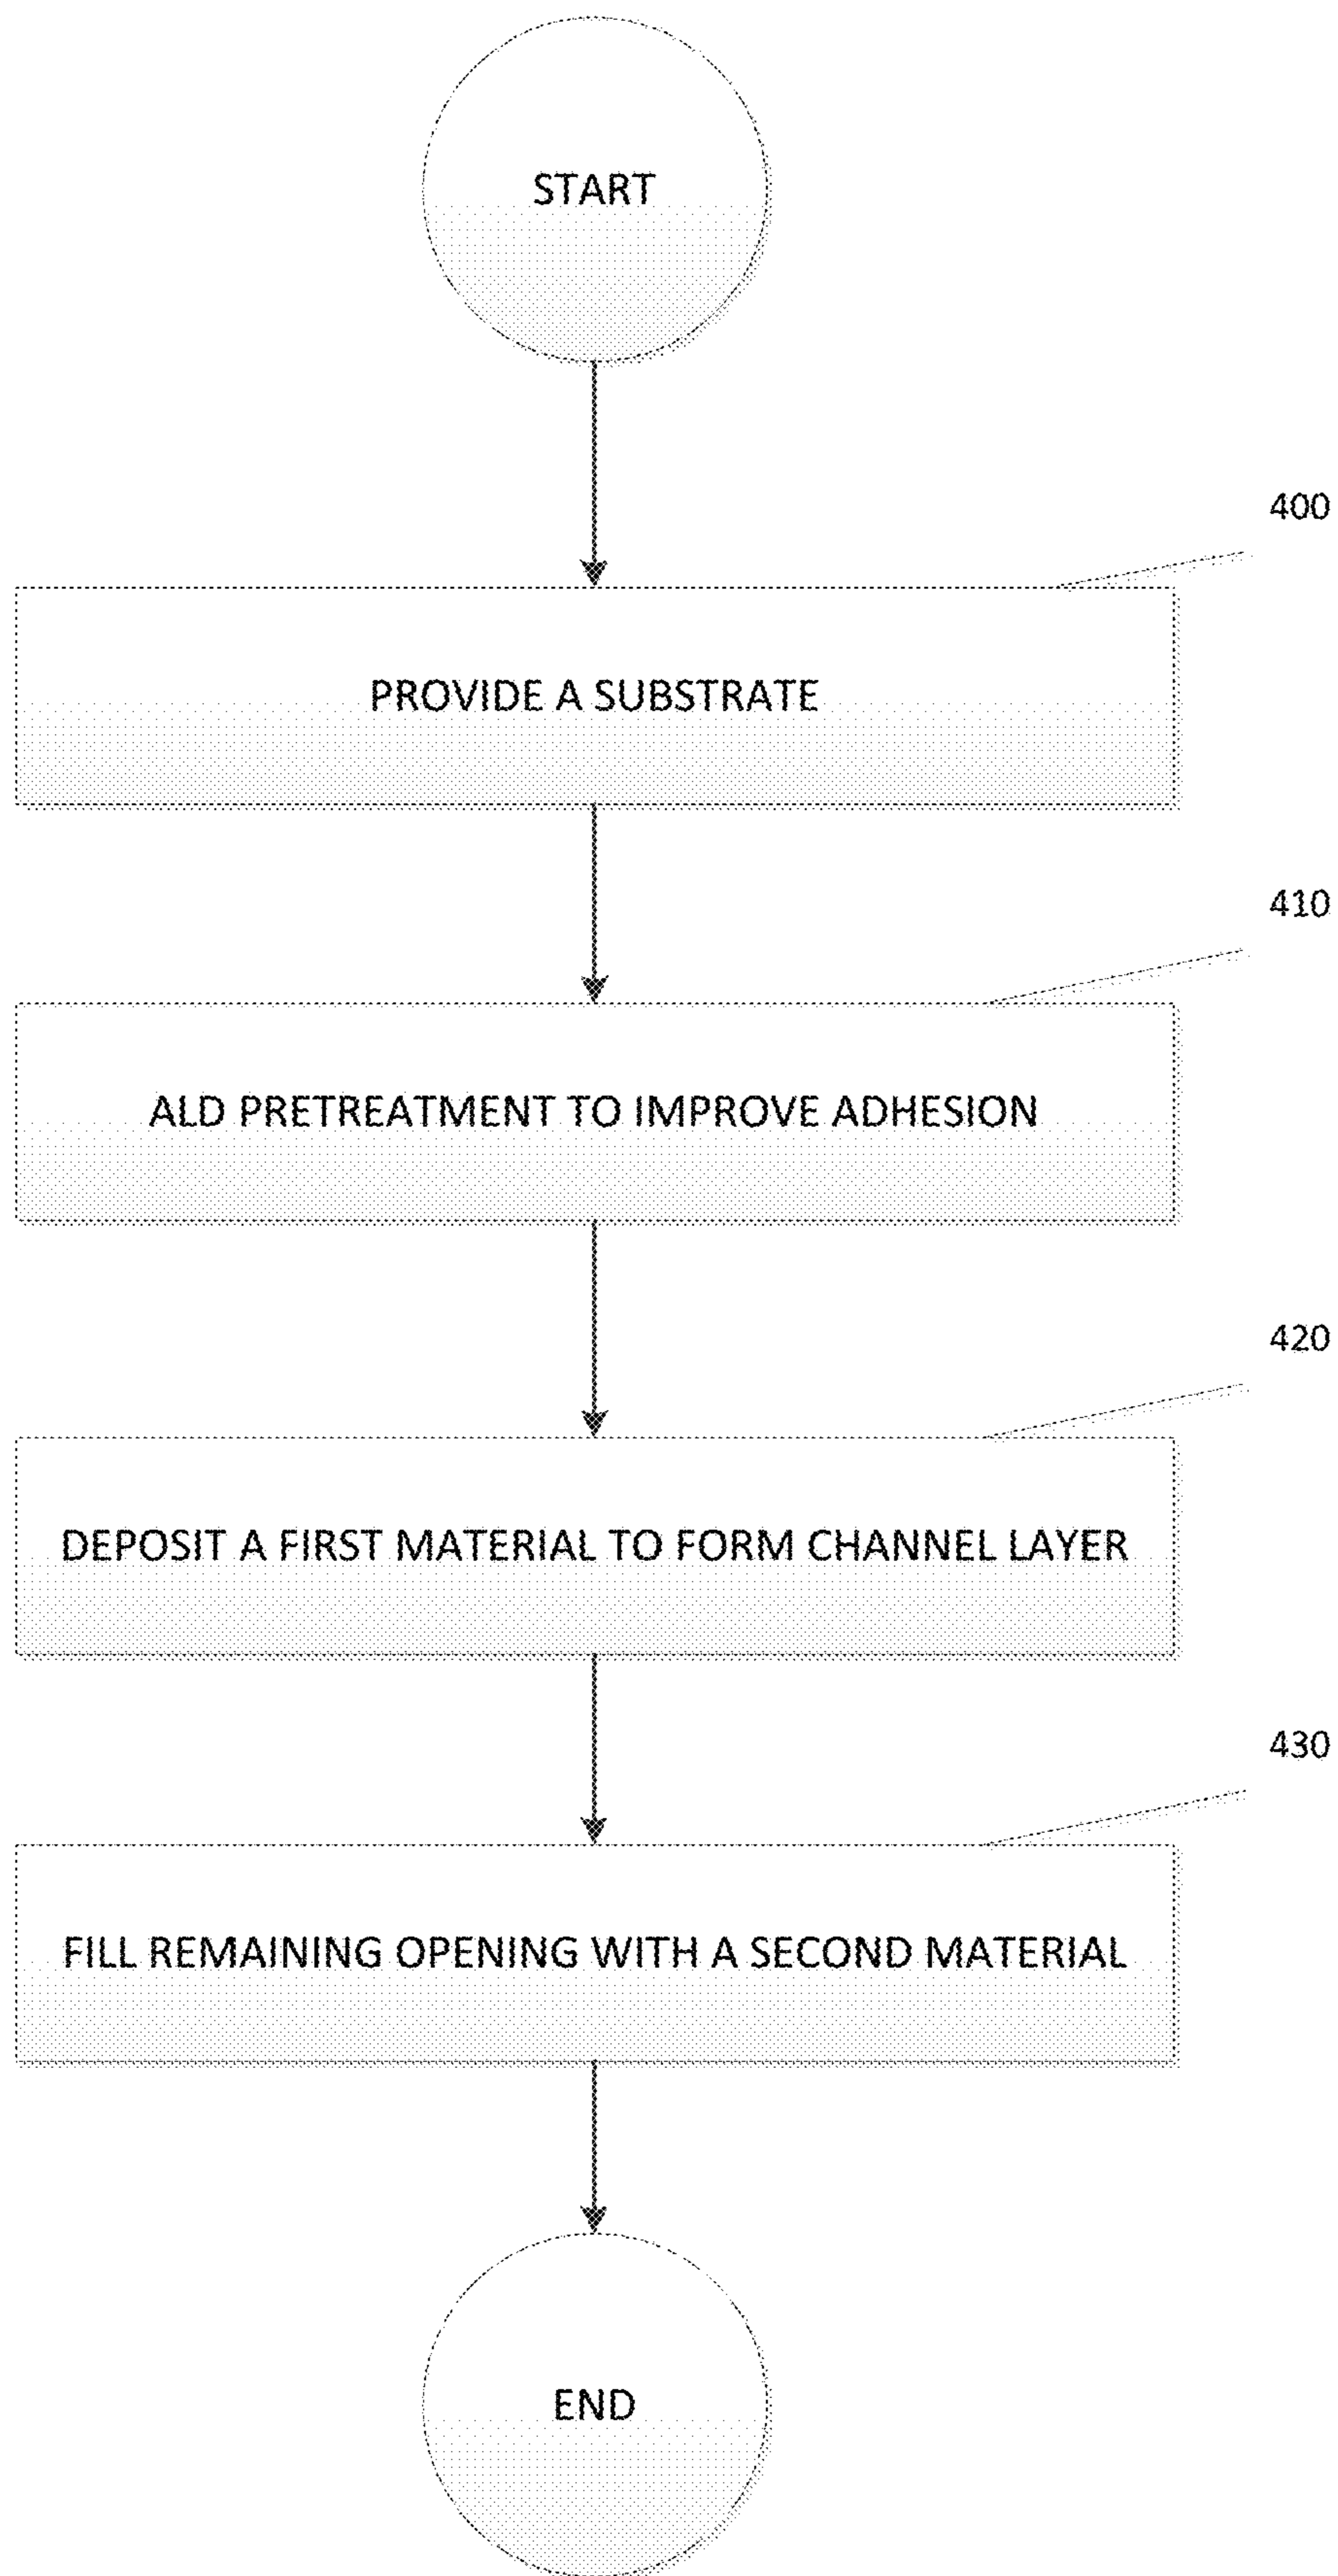 START
400
PROVIDE A SUBSTRATE
410
ALD PRETREATMENT TO IMPROVE ADHESION
420
DEPOSIT A FIRST MATERIAL TO FORM CHANNEL LAYER
430
FILL REMAINING OPENING WITH A SECOND MATERIAL
END